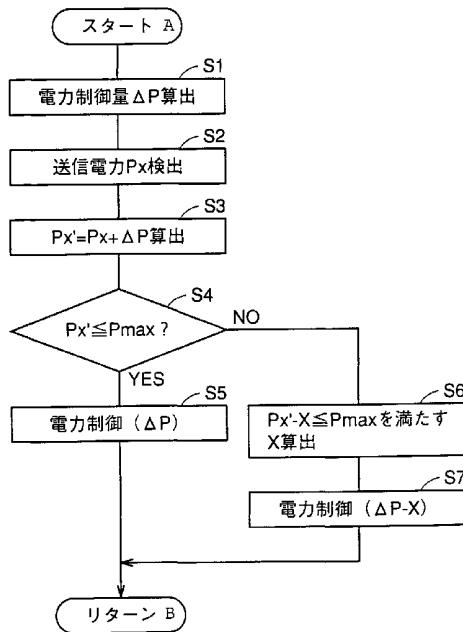 スタート A
S1
電力制御量ΔP算出
S2
送信電力Px検出
S3
Px'=Px+ΔP算出
S4
Px'≦Pmax ?
NO
YES
S5
電力制御（ΔP）
S6
Px'-X≦Pmaxを満たす
X算出
S7
電力制御（ΔP-X）
リターン B